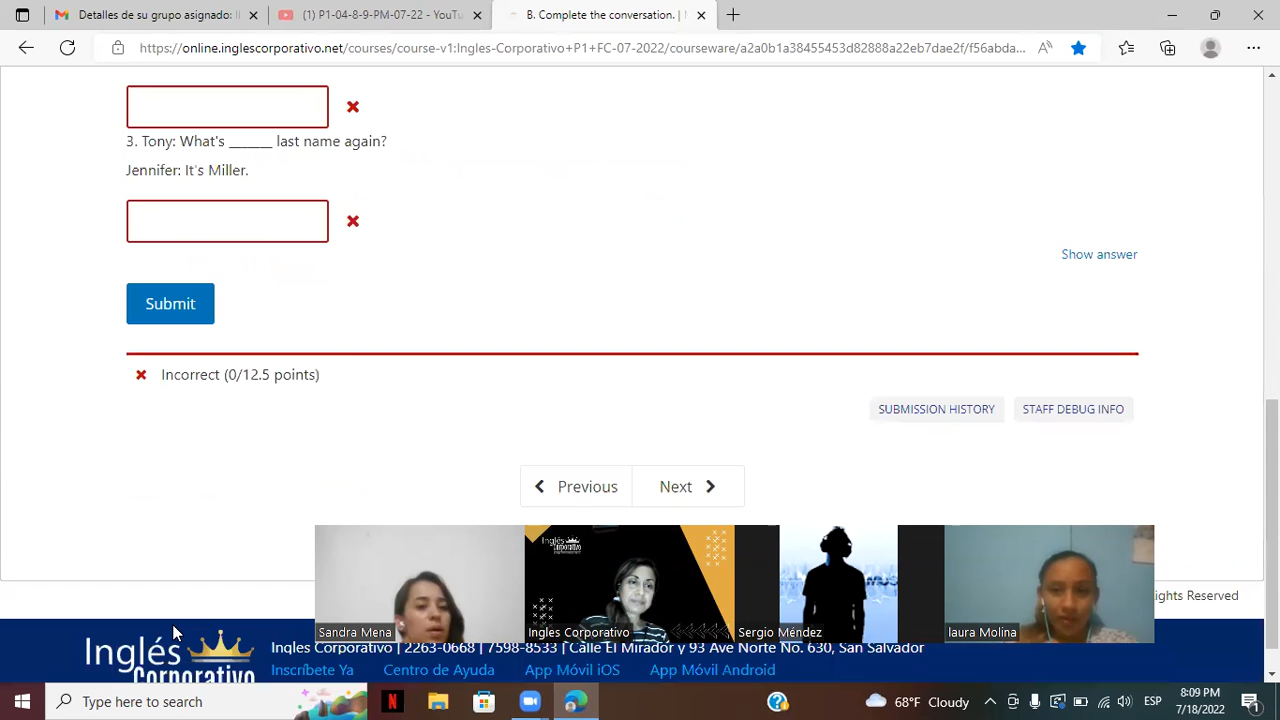 Detalles de su grupo asignado: I
(1) P1-04-8-9-PM-07-22 - YouT
B. Complete the conversation. |
https://online.inglescorporativo.net/courses/course-v1:Ingles-Corporativo+P1+FC-07-2022/courseware/a2a0b1a38455453d82888a22eb7dae2f/f56abda...
3. Tony: What's ______ last name again?
Jennifer: It's Miller.
Show answer
Submit
Incorrect (0/12.5 points)
SUBMISSION HISTORY
STAFF DEBUG INFO
Previous
Next
ights Reserved
Inglés Corporativo
Sandra Mena
Ingles Corporativo
Sergio Méndez
laura Molina
Inglés Corporativo
Ingles Corporativo | 2263-0668 | 7598-8533 | Calle El Mirador y 93 Ave Norte No. 630, San Salvador
Inscríbete Ya
Centro de Ayuda
App Móvil iOS
App Móvil Android
Type here to search
68°F Cloudy
ESP
8:09 PM
7/18/2022